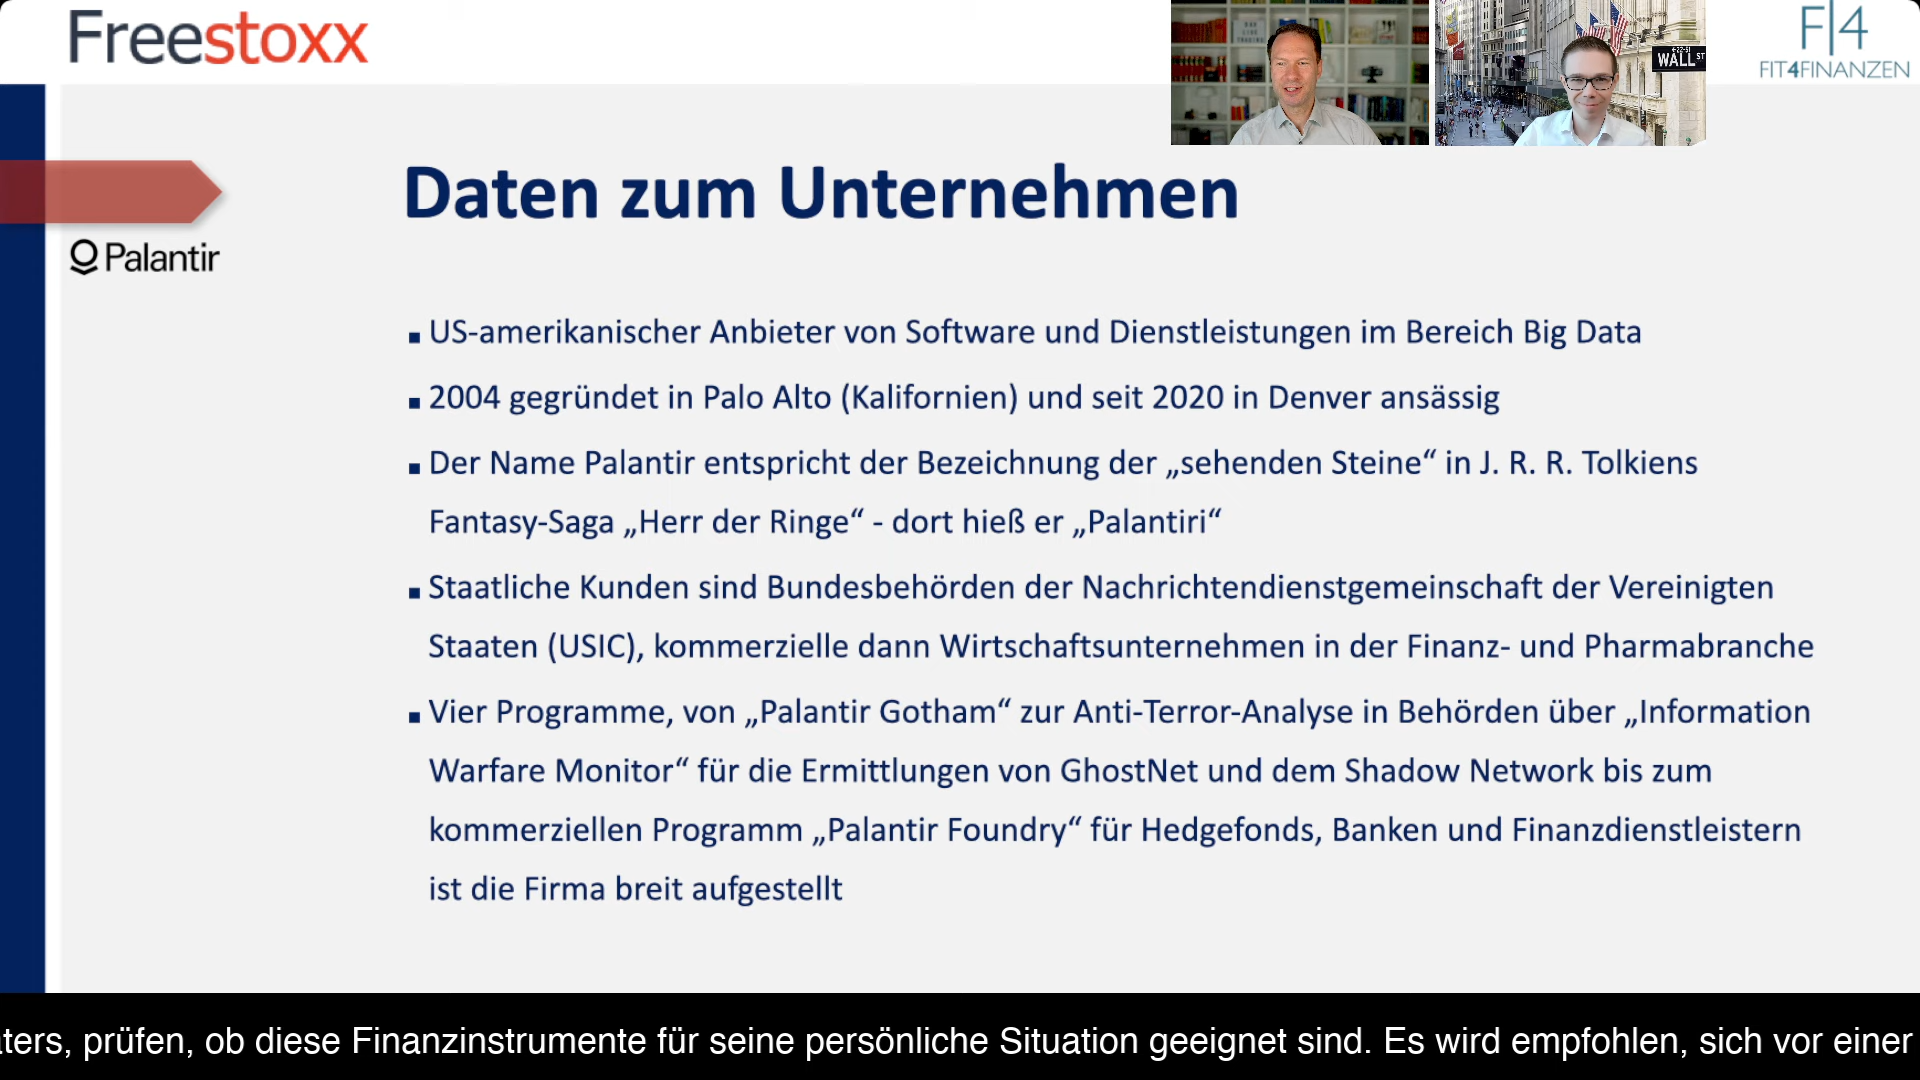 Freestoxx
WALL ST
F|4
FIT4FINANZEN
Daten zum Unternehmen
Palantir
▪ US-amerikanischer Anbieter von Software und Dienstleistungen im Bereich Big Data
▪ 2004 gegründet in Palo Alto (Kalifornien) und seit 2020 in Denver ansässig
▪ Der Name Palantir entspricht der Bezeichnung der „sehenden Steine“ in J. R. R. Tolkiens
Fantasy-Saga „Herr der Ringe“ - dort hieß er „Palantiri“
▪ Staatliche Kunden sind Bundesbehörden der Nachrichtendienstgemeinschaft der Vereinigten
Staaten (USIC), kommerzielle dann Wirtschaftsunternehmen in der Finanz- und Pharmabranche
▪ Vier Programme, von „Palantir Gotham“ zur Anti-Terror-Analyse in Behörden über „Information
Warfare Monitor“ für die Ermittlungen von GhostNet und dem Shadow Network bis zum
kommerziellen Programm „Palantir Foundry“ für Hedgefonds, Banken und Finanzdienstleistern
ist die Firma breit aufgestellt
ters, prüfen, ob diese Finanzinstrumente für seine persönliche Situation geeignet sind. Es wird empfohlen, sich vor einer